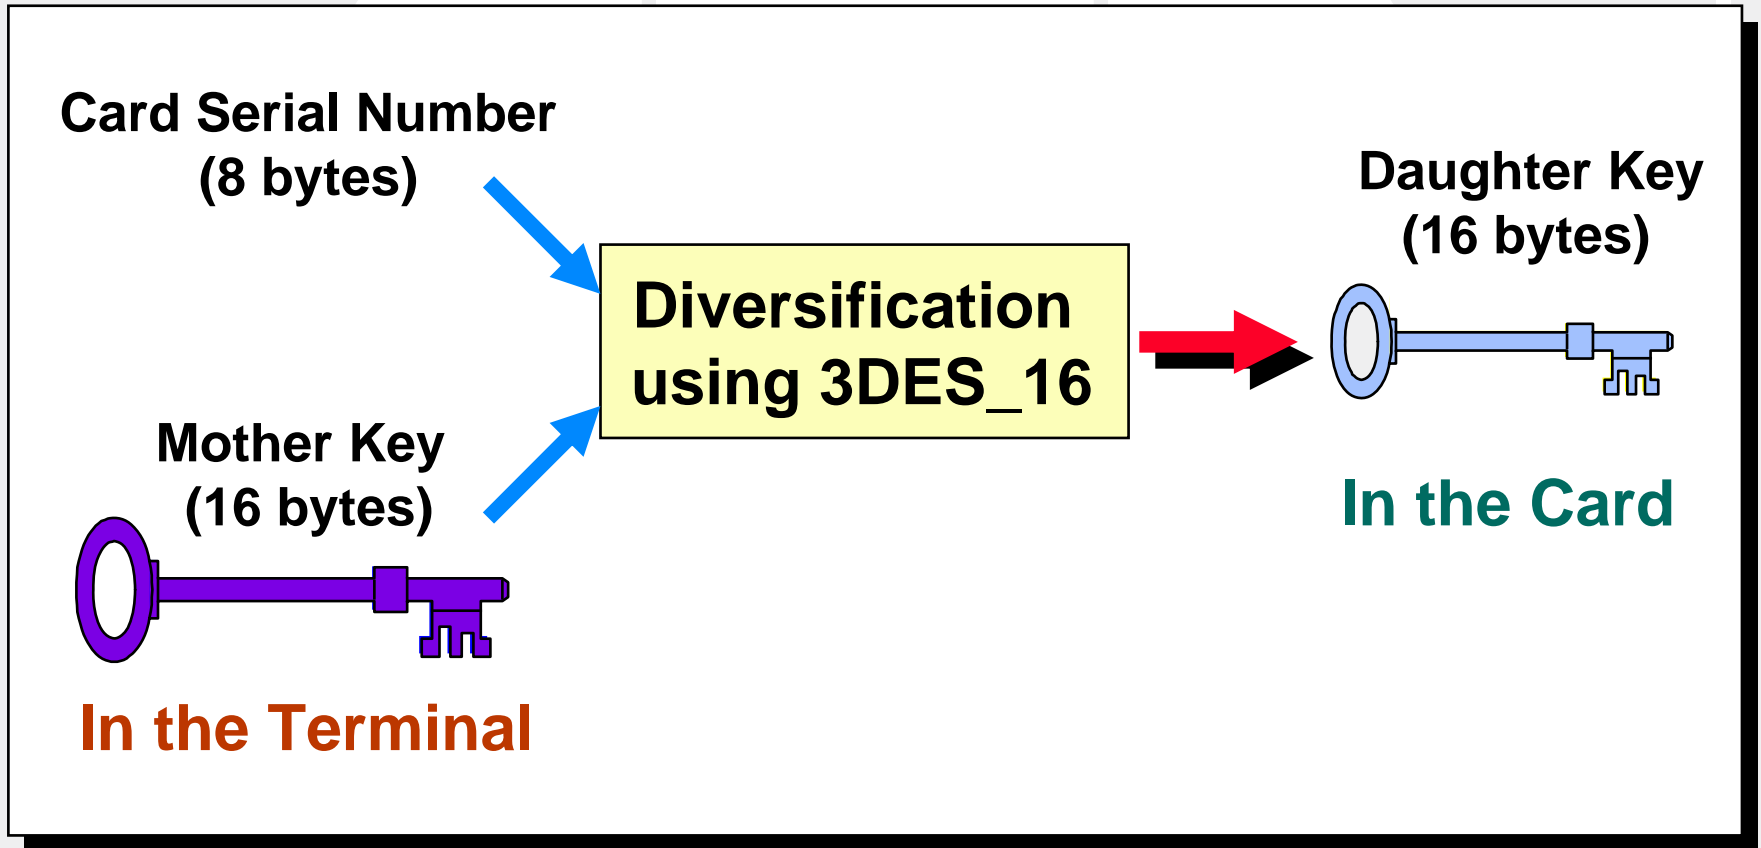 Card Serial Number
(8 bytes)
Mother Key
(16 bytes)
In the Terminal
Diversification
using 3DES_16
Daughter Key
(16 bytes)
In the Card